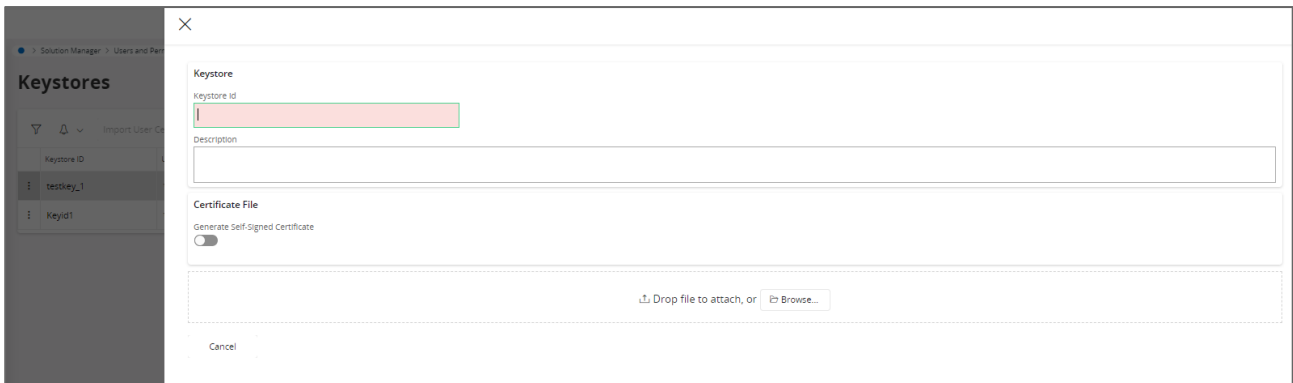 > Solution Manager > Users and Perm
Keystores
Import User Ce
Keystore ID
testkey_1
KeyId1
Keystore
Keystore Id
Description
Certificate File
Generate Self-Signed Certificate
Drop file to attach, or Browse...
Cancel